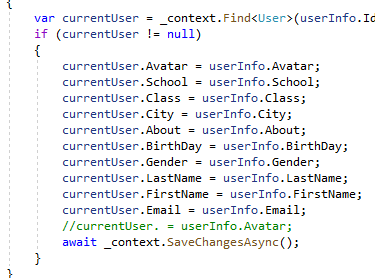 {
var currentUser = _context.Find<User>(userInfo.Id
if (currentUser != null)
{
currentUser.Avatar = userInfo.Avatar;
currentUser.School = userInfo.School;
currentUser.Class = userInfo.Class;
currentUser.City = userInfo.City;
currentUser.About = userInfo.About;
currentUser.BirthDay = userInfo.BirthDay;
currentUser.Gender = userInfo.Gender;
currentUser.LastName = userInfo.LastName;
currentUser.FirstName = userInfo.FirstName;
currentUser.Email = userInfo.Email;
//currentUser. = userInfo.Avatar;
await _context.SaveChangesAsync();
}
}